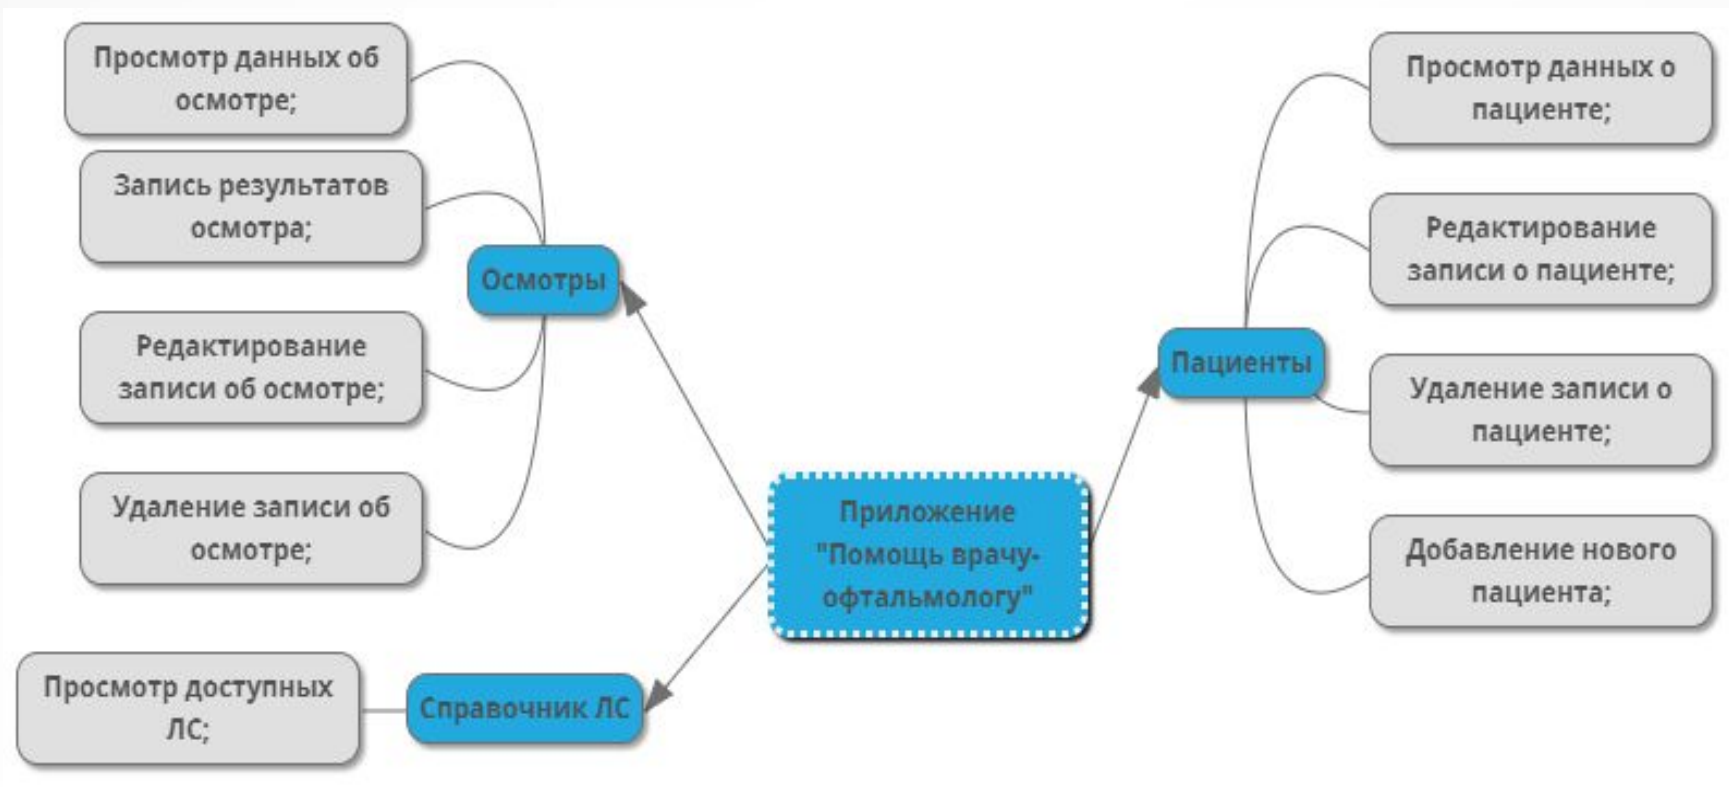 Просмотр данных об
осмотре;
Запись результатов
осмотра;
Осмотры
Редактирование
записи об осмотре;
Удаление записи об
осмотре;
Просмотр доступных
ЛС;
Справочник ЛС
Приложение
"Помощь врачу-
офтальмологу"
Пациенты
Просмотр данных о
пациенте;
Редактирование
записи о пациенте;
Удаление записи о
пациенте;
Добавление нового
пациента;